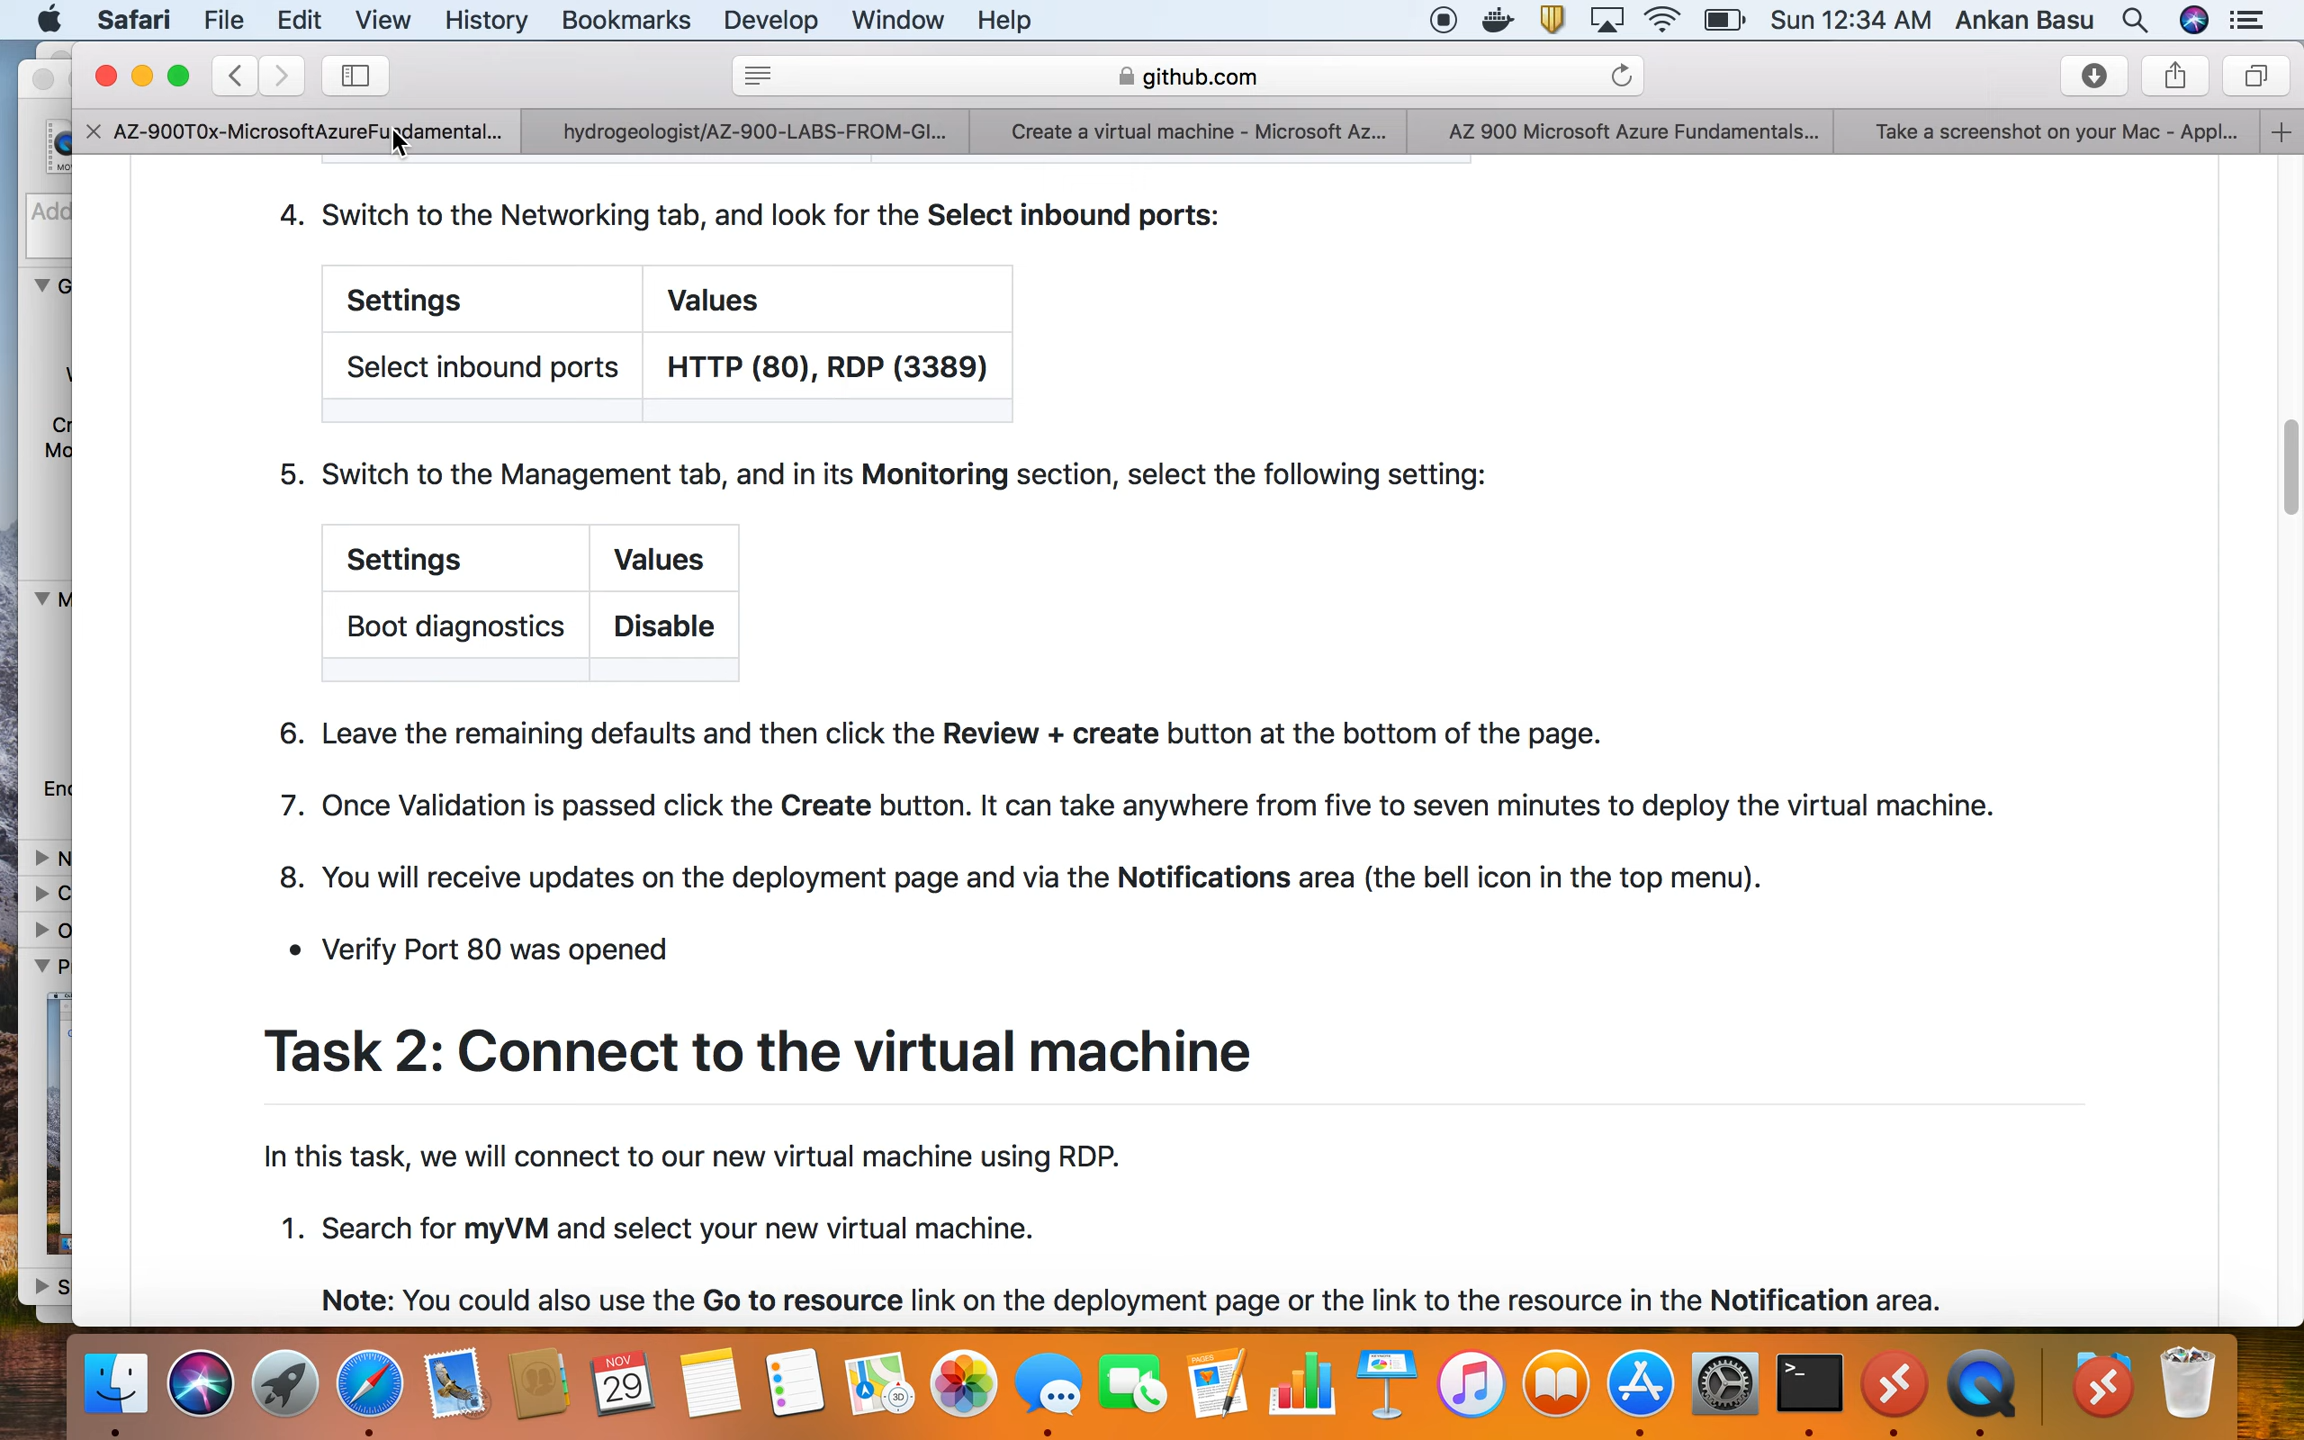 Safari File Edit View History Bookmarks Develop Window Help Sun 12:34 AM Ankan Basu
github.com
AZ-900T0x-MicrosoftAzureFundamental... hydrogeologist/AZ-900-LABS-FROM-GI... Create a virtual machine - Microsoft Az... AZ 900 Microsoft Azure Fundamentals... Take a screenshot on your Mac - Appl...
Add
4. Switch to the Networking tab, and look for the Select inbound ports:
G
Settings Values
Select inbound ports HTTP (80), RDP (3389)
Cr
Mo
5. Switch to the Management tab, and in its Monitoring section, select the following setting:
Settings Values
M
Boot diagnostics Disable
6. Leave the remaining defaults and then click the Review + create button at the bottom of the page.
Enc
7. Once Validation is passed click the Create button. It can take anywhere from five to seven minutes to deploy the virtual machine.
N
8. You will receive updates on the deployment page and via the Notifications area (the bell icon in the top menu).
C
O
• Verify Port 80 was opened
Task 2: Connect to the virtual machine
In this task, we will connect to our new virtual machine using RDP.
1. Search for myVM and select your new virtual machine.
S
Note: You could also use the Go to resource link on the deployment page or the link to the resource in the Notification area.
NOV
29
3D
PAGES